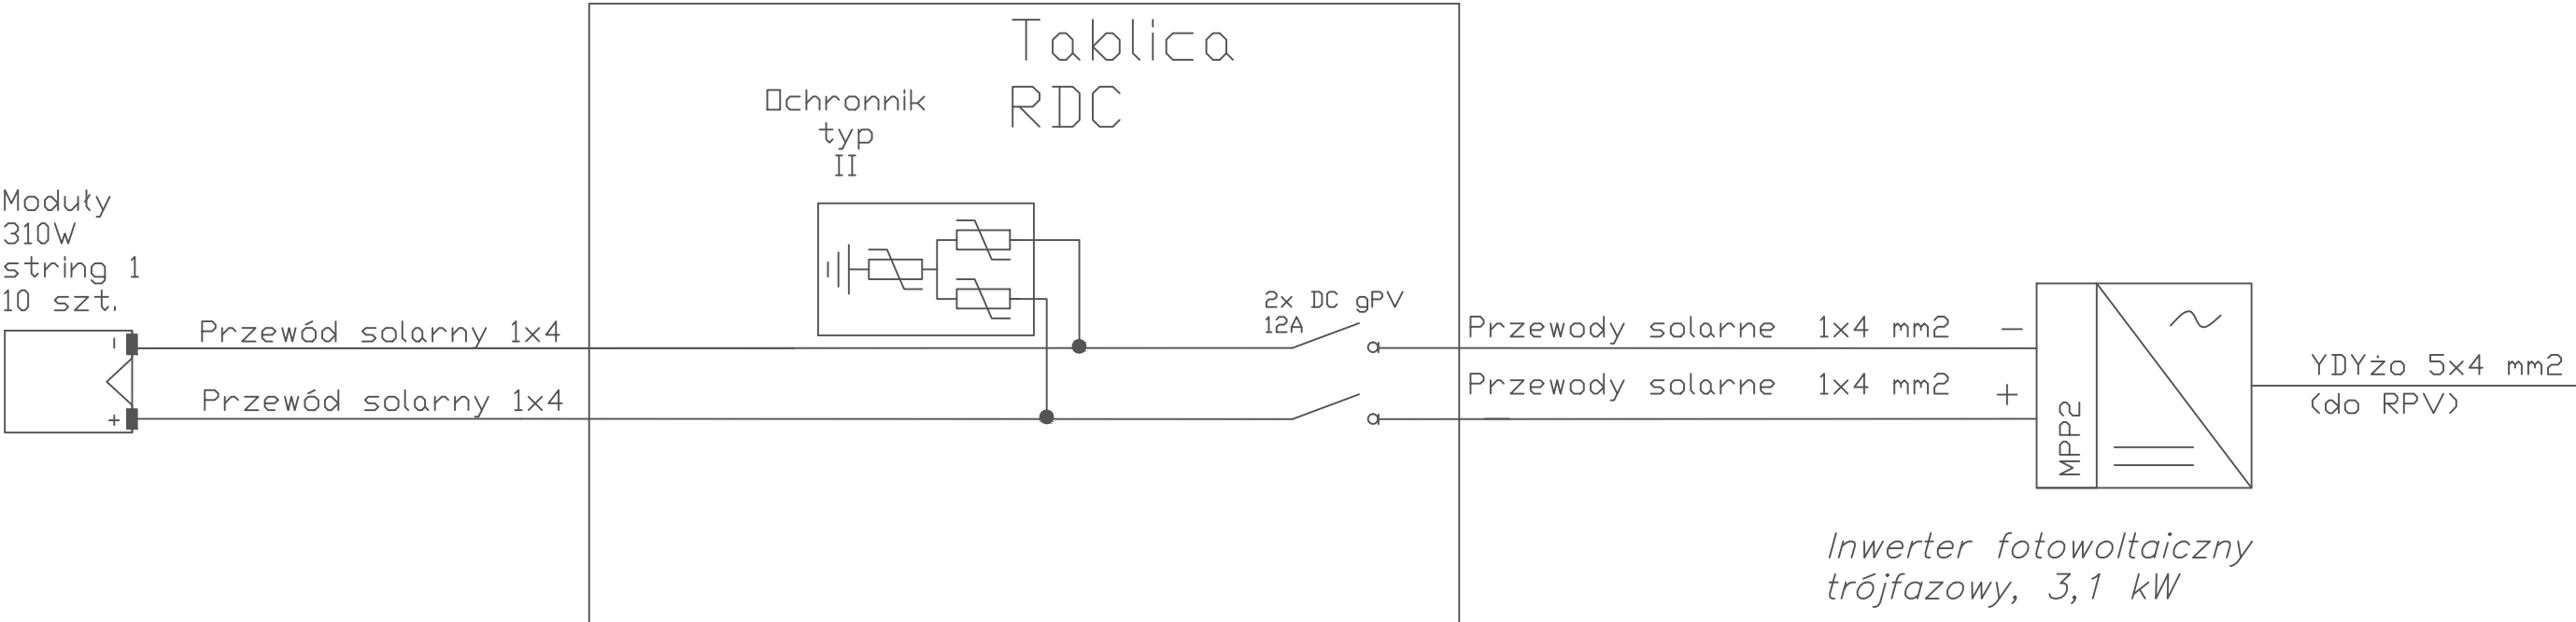 Tablica
RDC
Ochronnik
typ
II
Moduły
310W
string 1
10 szt.
Przewód solarny 1x4
Przewód solarny 1x4
-
+
2x DC gPV
12A
Przewody solarne 1x4 mm2 -
Przewody solarne 1x4 mm2 +
MPP2
YDYżo 5x4 mm2
(do RPV)
Inwerter fotowoltaiczny
trójfazowy, 3,1 kW